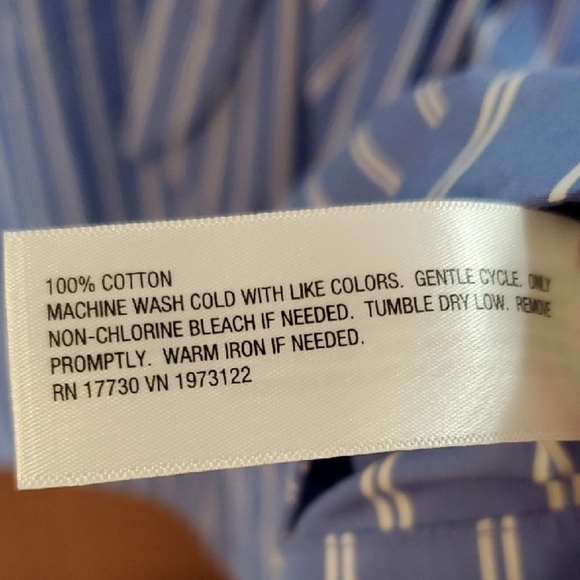 100% COTTON
MACHINE WASH COLD WITH LIKE COLORS. GENTLE CYCLE. ONLY
NON-CHLORINE BLEACH IF NEEDED. TUMBLE DRY LOW. REMOVE
PROMPTLY. WARM IRON IF NEEDED.
RN 17730 VN 1973122